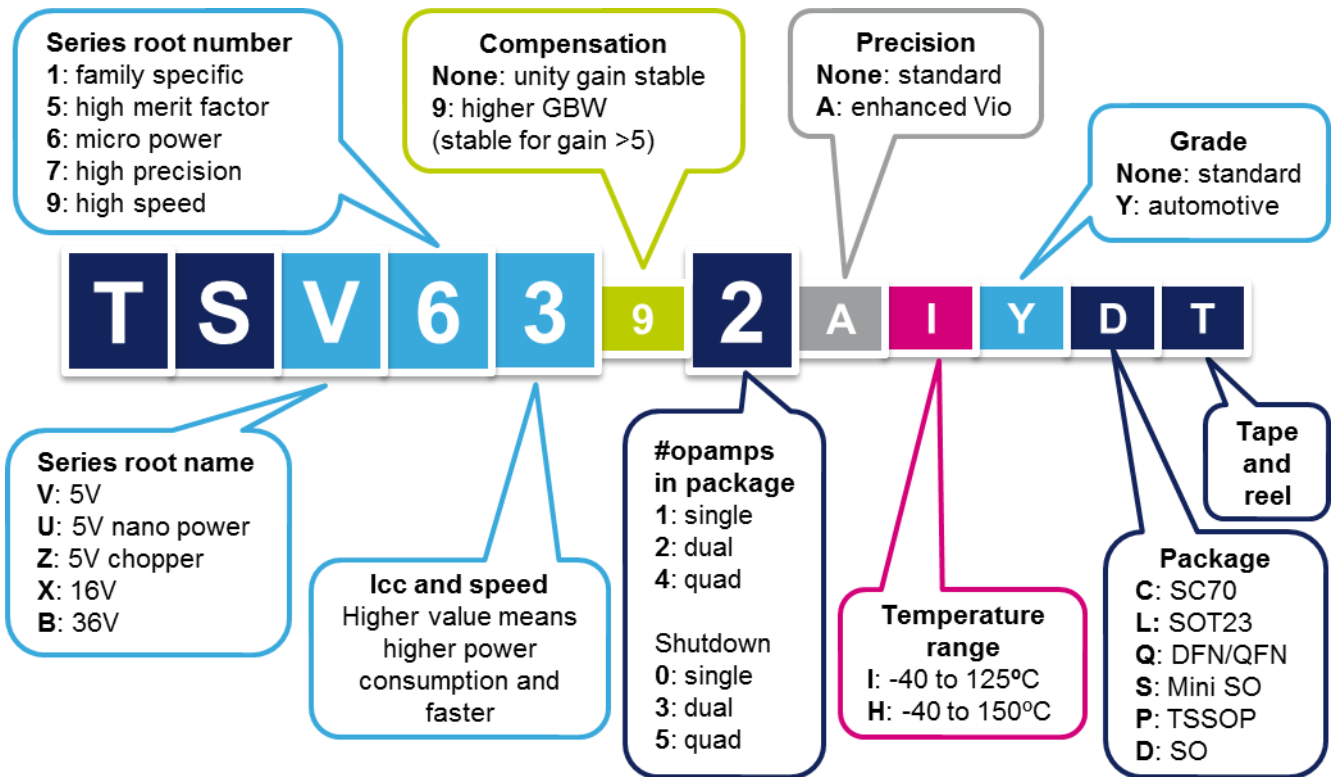 Series root number
1: family specific
5: high merit factor
6: micro power
7: high precision
9: high speed
Compensation
None: unity gain stable
9: higher GBW
(stable for gain >5)
Precision
None: standard
A: enhanced Vio
Grade
None: standard
Y: automotive
T S V 6 3 9 2 A I Y D T
Series root name
V: 5V
U: 5V nano power
Z: 5V chopper
X: 16V
B: 36V
Icc and speed
Higher value means
higher power
consumption and
faster
#opamps
in package
1: single
2: dual
4: quad
Shutdown
0: single
3: dual
5: quad
Temperature
range
I: -40 to 125ºC
H: -40 to 150ºC
Package
C: SC70
L: SOT23
Q: DFN/QFN
S: Mini SO
P: TSSOP
D: SO
Tape
and
reel